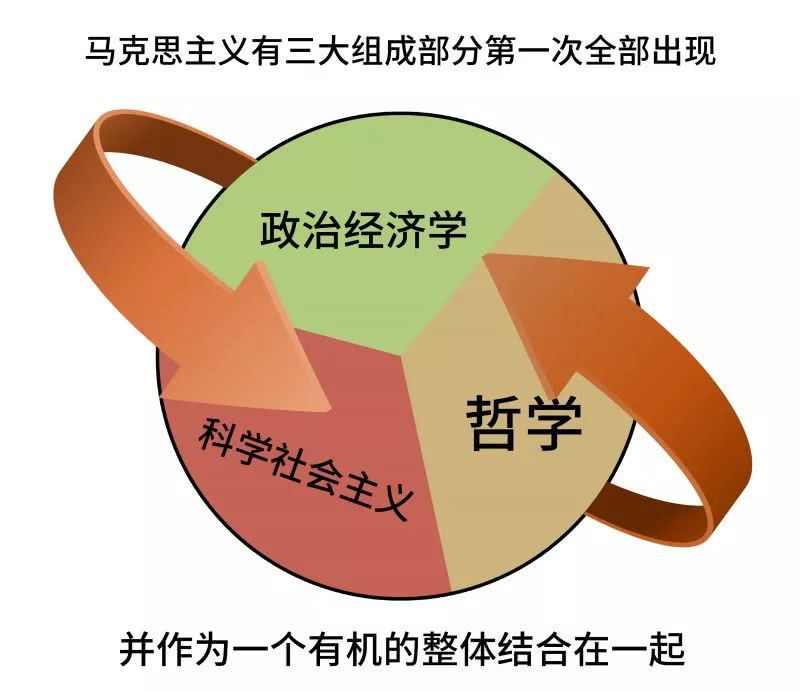 马克思主义有三大组成部分第一次全部出现
政治经济学
哲学
科学社会主义
并作为一个有机的整体结合在一起